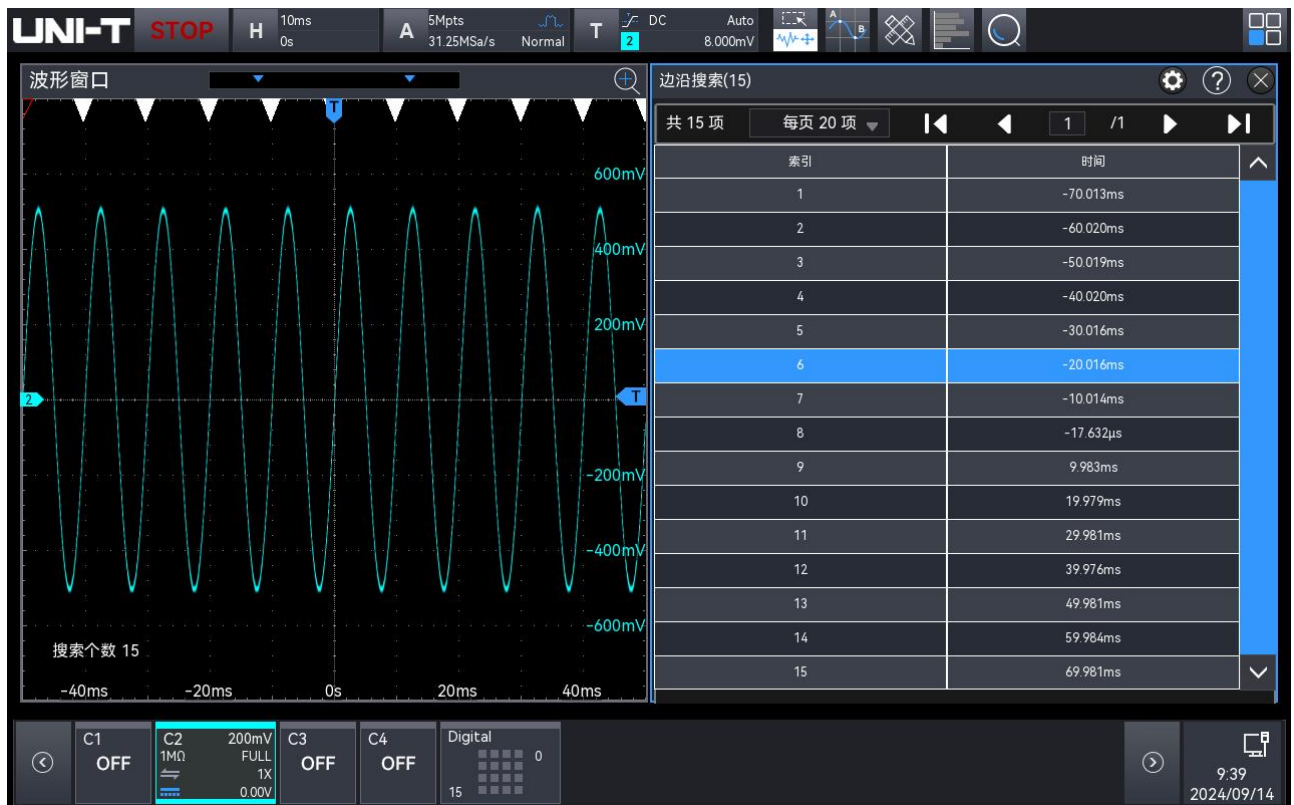 UNI-T STOP H 10ms 0s A 5Mpts 31.25MSa/s Normal T 2 DC Auto 8.000mV A B
波形窗口
T
600mV
400mV
200mV
2 T
-200mV
-400mV
-600mV
搜索个数 15
-40ms -20ms 0s 20ms 40ms
边沿搜索(15) ?
共 15 项 每页 20 项 1 /1
索引 时间
1 -70.013ms
2 -60.020ms
3 -50.019ms
4 -40.020ms
5 -30.016ms
6 -20.016ms
7 -10.014ms
8 -17.632μs
9 9.983ms
10 19.979ms
11 29.981ms
12 39.976ms
13 49.981ms
14 59.984ms
15 69.981ms
C1 OFF
C2 200mV
1MΩ FULL
1X
0.00V
C3 OFF
C4 OFF
Digital
0
15
9:39
2024/09/14